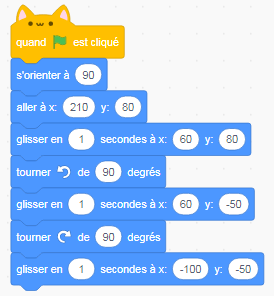 quand est cliqué
s'orienter à 90
aller à x: 210 y: 80
glisser en 1 secondes à x: 60 y: 80
tourner de 90 degrés
glisser en 1 secondes à x: 60 y: -50
tourner de 90 degrés
glisser en 1 secondes à x: -100 y: -50